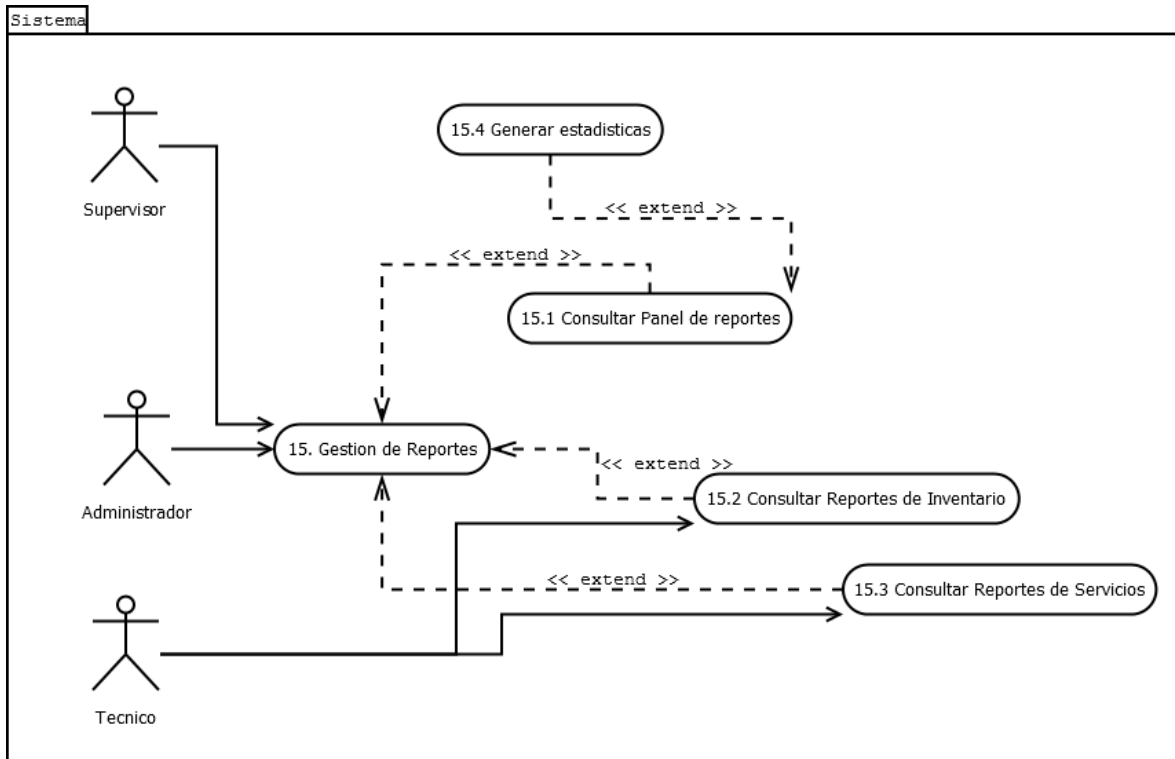 Sistema
Supervisor
15.4 Generar estadisticas
<< extend >>
<< extend >>
15.1 Consultar Panel de reportes
15. Gestion de Reportes
<< extend >>
15.2 Consultar Reportes de Inventario
Administrador
<< extend >>
15.3 Consultar Reportes de Servicios
Tecnico